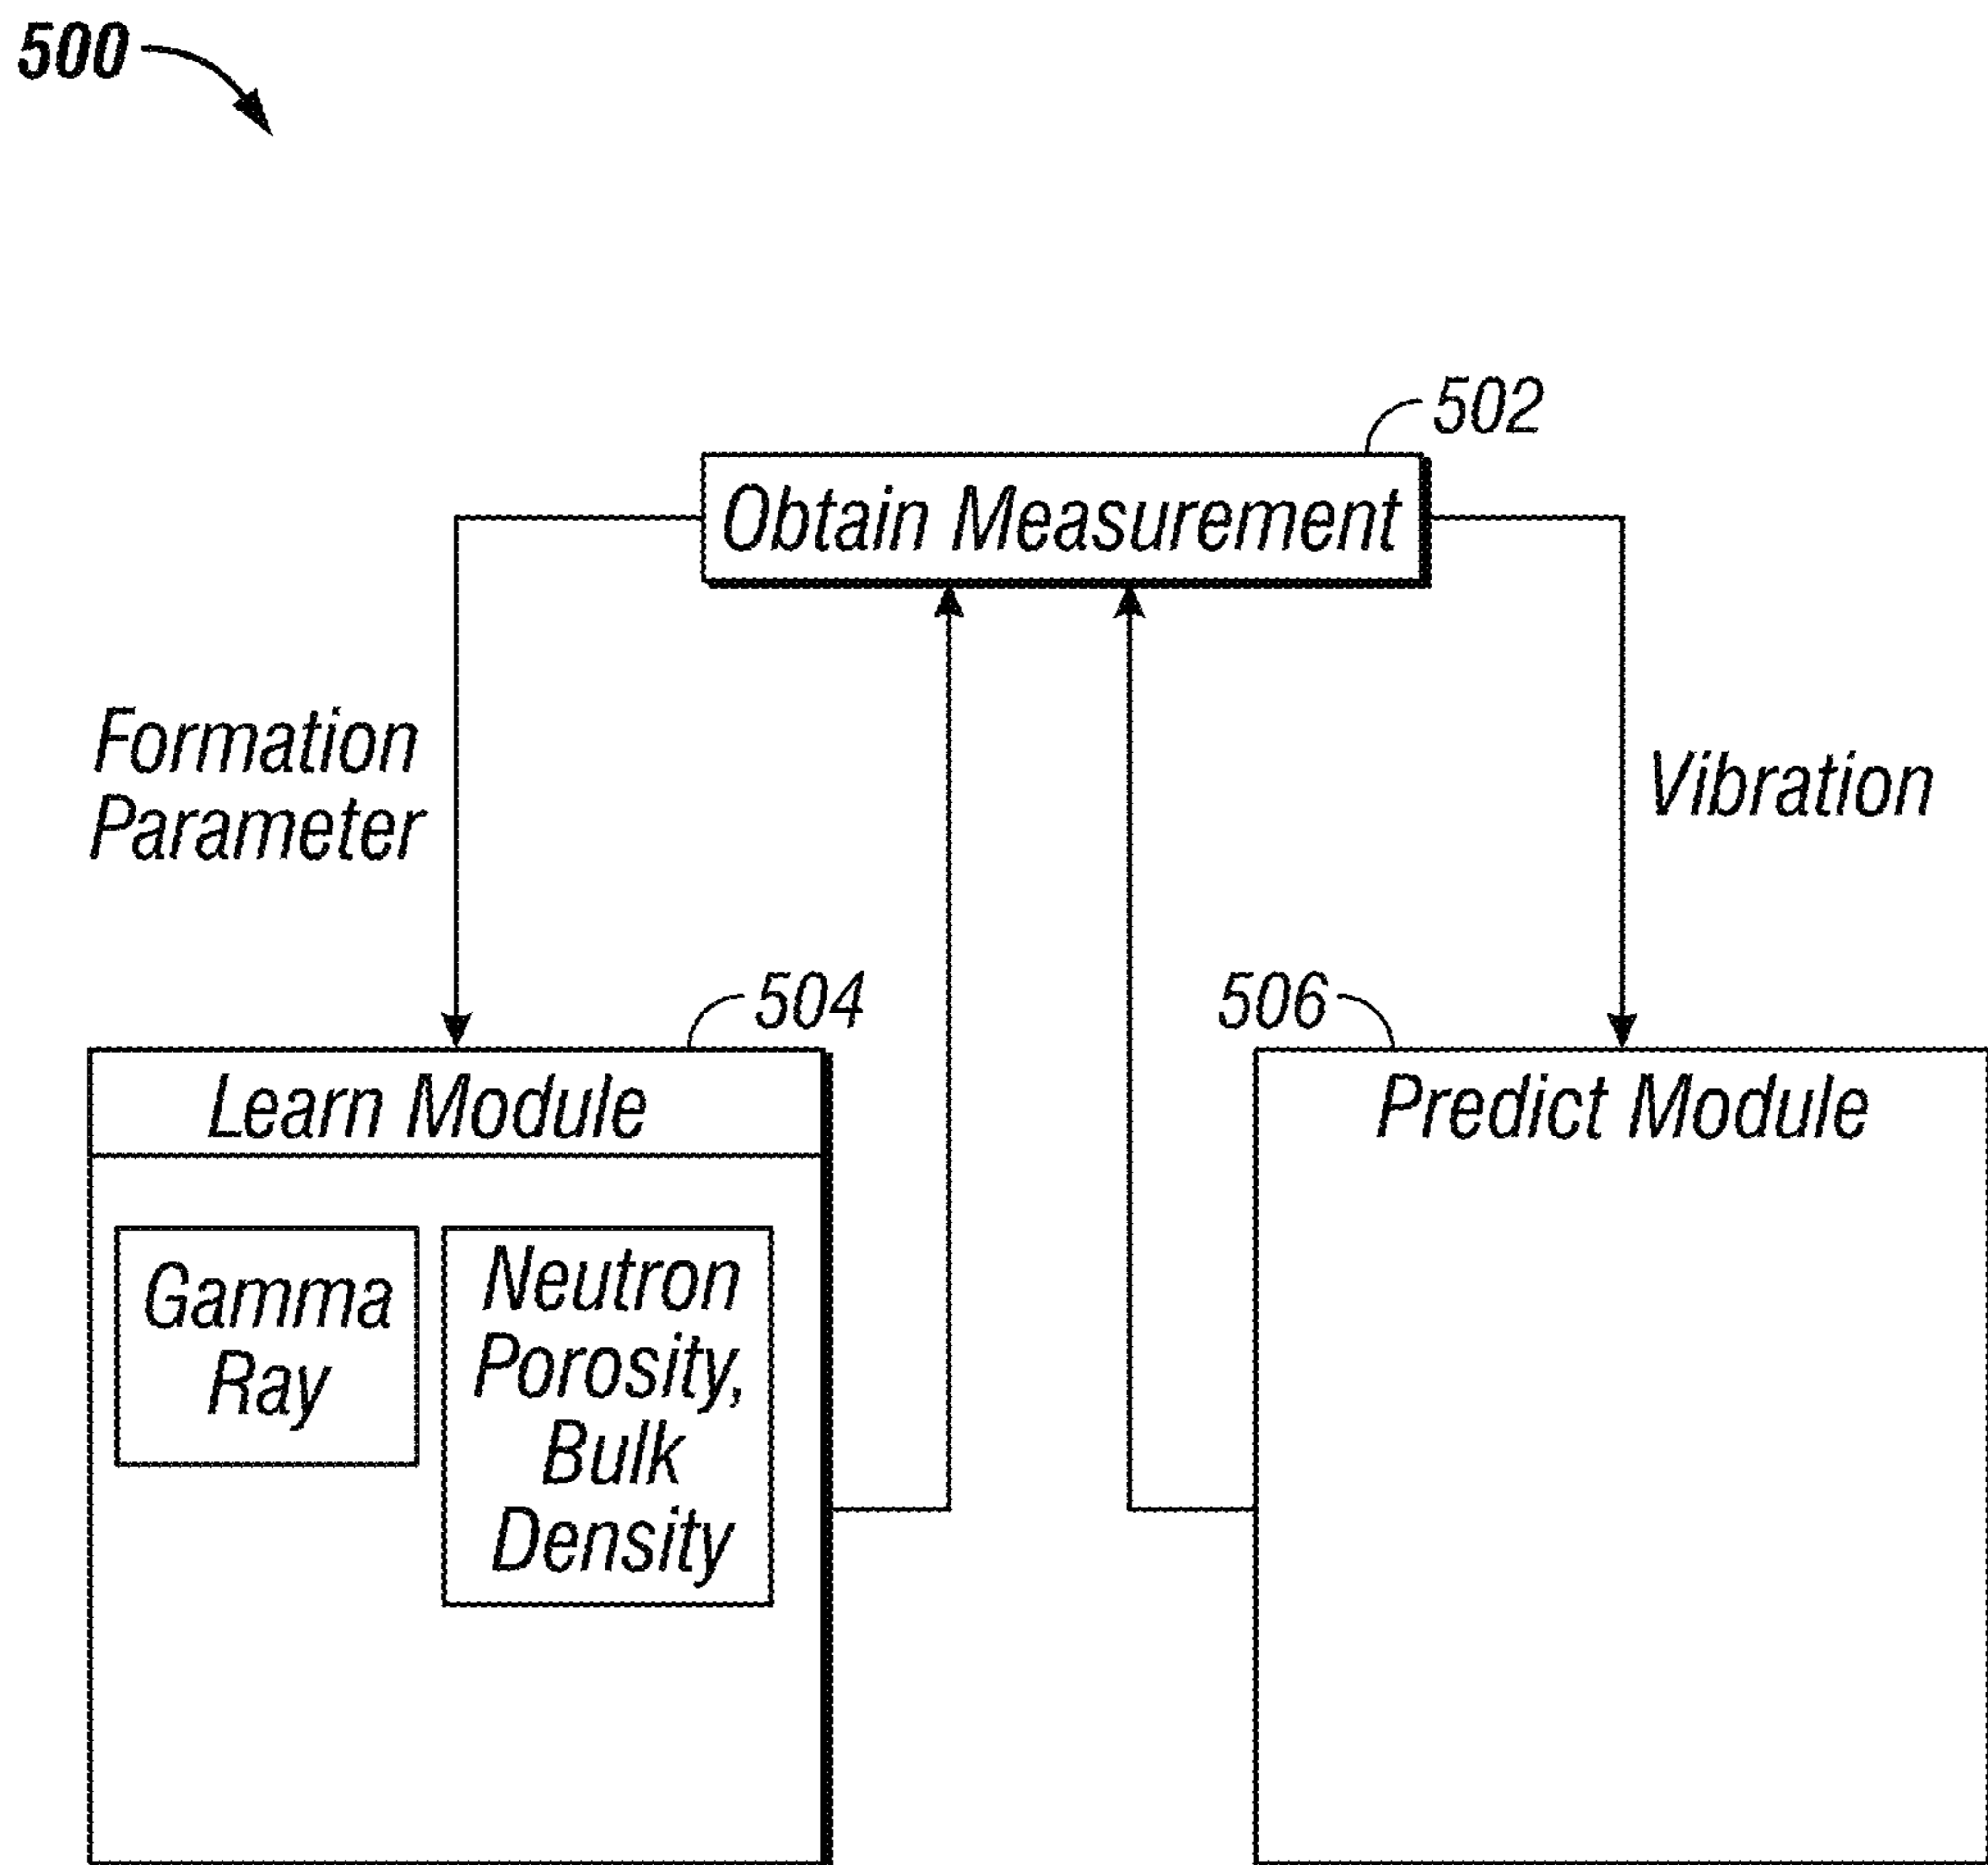 500
502
Obtain Measurement
Formation
Parameter
Vibration
504
506
Learn Module
Predict Module
Gamma
Ray
Neutron
Porosity,
Bulk
Density